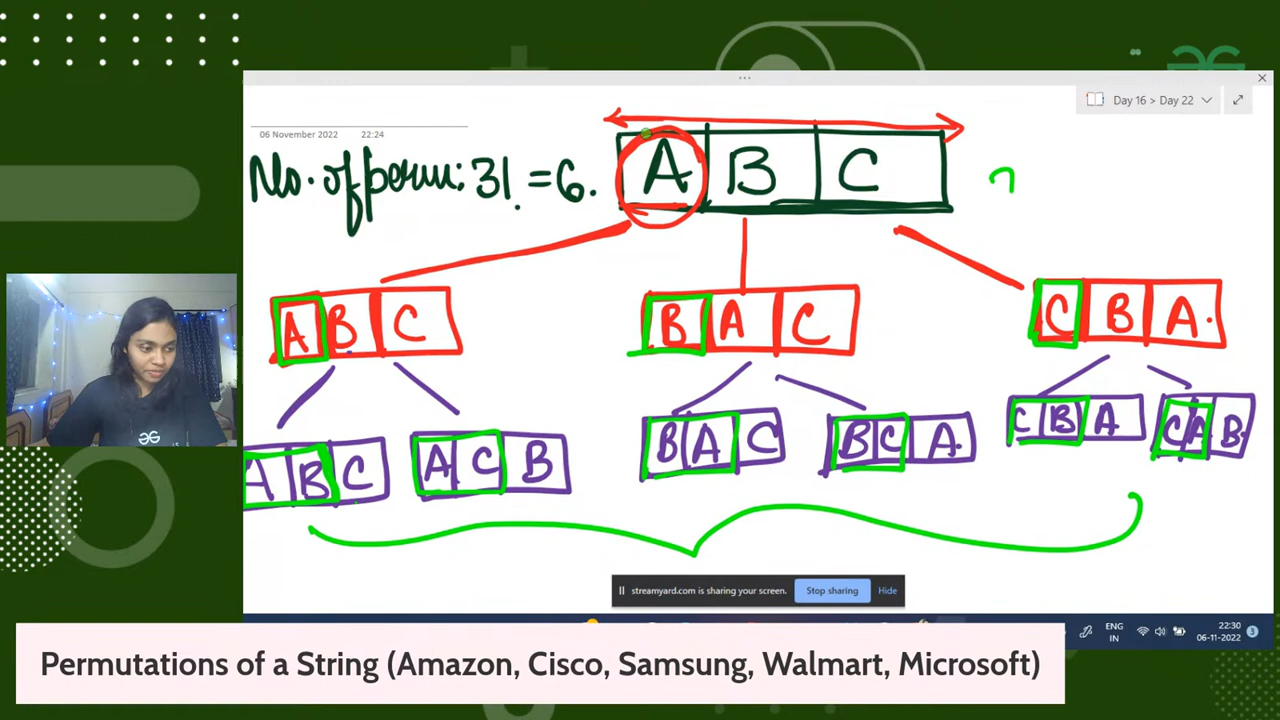 Day 16 > Day 22
06 November 2022 22:24
No. of perm: 3! = 6.
A B C
A B C
B A C
C B A.
A B C
A C B
B A C
B C A.
C B A
C A B.
streamyard.com is sharing your screen. Stop sharing Hide
ENG
IN
22:30
06-11-2022
3
Permutations of a String (Amazon, Cisco, Samsung, Walmart, Microsoft)